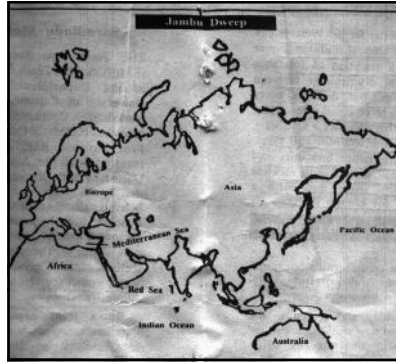 Jambu Dweep
Asia
Europe
Pacific Ocean
Mediterranean Sea
Africa
Red Sea
Indian Ocean
Australia